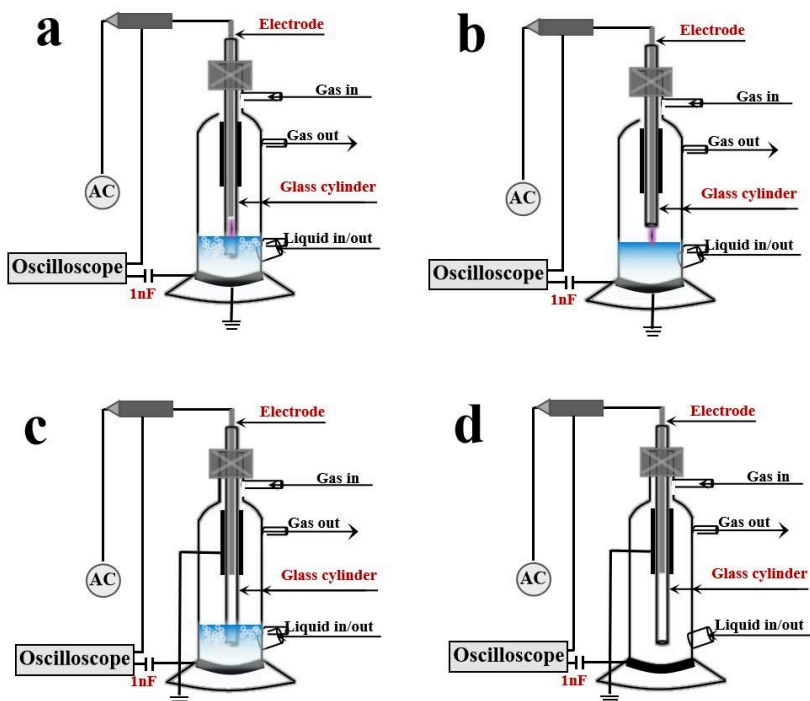 a
Electrode
Gas in
Gas out
AC
Glass cylinder
Liquid in/out
Oscilloscope
1nF
b
Electrode
Gas in
Gas out
AC
Glass cylinder
Liquid in/out
Oscilloscope
1nF
c
Electrode
Gas in
Gas out
AC
Glass cylinder
Liquid in/out
Oscilloscope
1nF
d
Electrode
Gas in
Gas out
AC
Glass cylinder
Liquid in/out
Oscilloscope
1nF